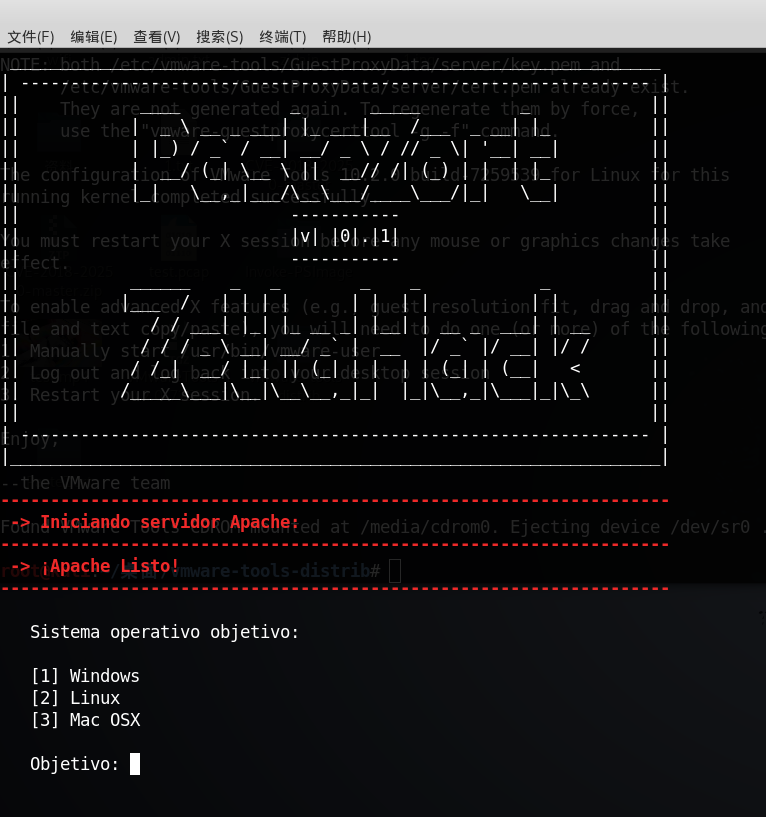 文件(F) 编辑(E) 查看(V) 搜索(S) 终端(T) 帮助(H)
NOTE: both /etc/vmware-tools/GuestProxyData/server/key.pem and
/etc/vmware-tools/GuestProxyData/server/cert.pem already exist.
They are not generated again. To regenerate them by force,
use the "vmware-guestproxycerttool -g -f" command.
PasteZort
The configuration of VMware Tools build-7259539 for Linux for this
running kernel completed successfully.
|v| |0|.|1|
You must restart your X session before any mouse or graphics changes take
effect.
ZettaHack
To enable advanced X features (e.g., guest resolution fit, drag and drop, and
file and text copy/paste), you will need to do one (or more) of the following
1. Manually start /usr/bin/vmware-user
2. Log out and log back into your desktop session
3. Restart your X session.
Enjoy,
--the VMware team
-> Iniciando servidor Apache:
Found VMware Tools CDROM mounted at /media/cdrom0. Ejecting device /dev/sr0 .
-> ¡Apache Listo!
/桌面/vmware-tools-distrib#
Sistema operativo objetivo:
[1] Windows
[2] Linux
[3] Mac OSX
Objetivo: